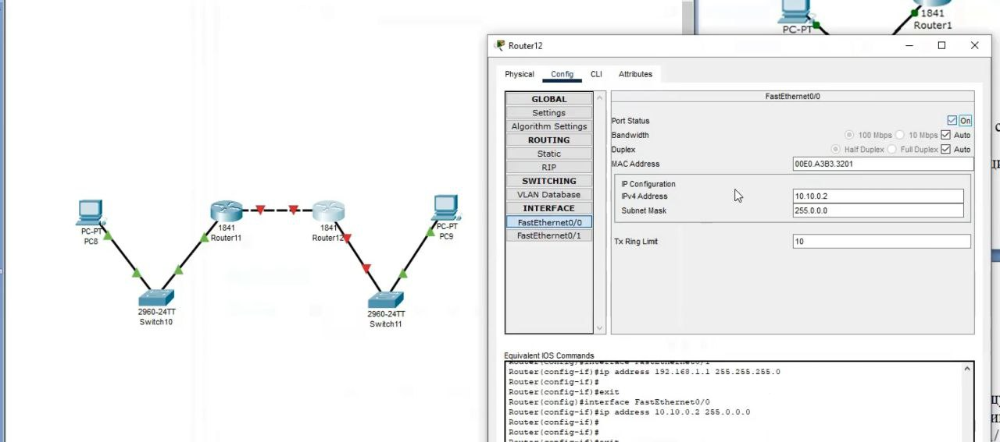 PC-PT
1841
Router1
Router12
Physical
Config
CLI
Attributes
GLOBAL
Settings
Algorithm Settings
ROUTING
Static
RIP
SWITCHING
VLAN Database
INTERFACE
FastEthernet0/0
FastEthernet0/1
FastEthernet0/0
Port Status
On
Bandwidth
100 Mbps
10 Mbps
Auto
Duplex
Half Duplex
Full Duplex
Auto
MAC Address
00E0.A3B3.3201
IP Configuration
IPv4 Address
10.10.0.2
Subnet Mask
255.0.0.0
Tx Ring Limit
10
Equivalent IOS Commands
Router(config)#interface FastEthernet0/1
Router(config-if)#ip address 192.168.1.1 255.255.255.0
Router(config-if)#
Router(config-if)#exit
Router(config)#interface FastEthernet0/0
Router(config-if)#ip address 10.10.0.2 255.0.0.0
Router(config-if)#
Router(config-if)#
Router(config-if)#exit
PC-PT
PC8
1841
Router11
1841
Router12
PC-PT
PC9
2960-24TT
Switch10
2960-24TT
Switch11